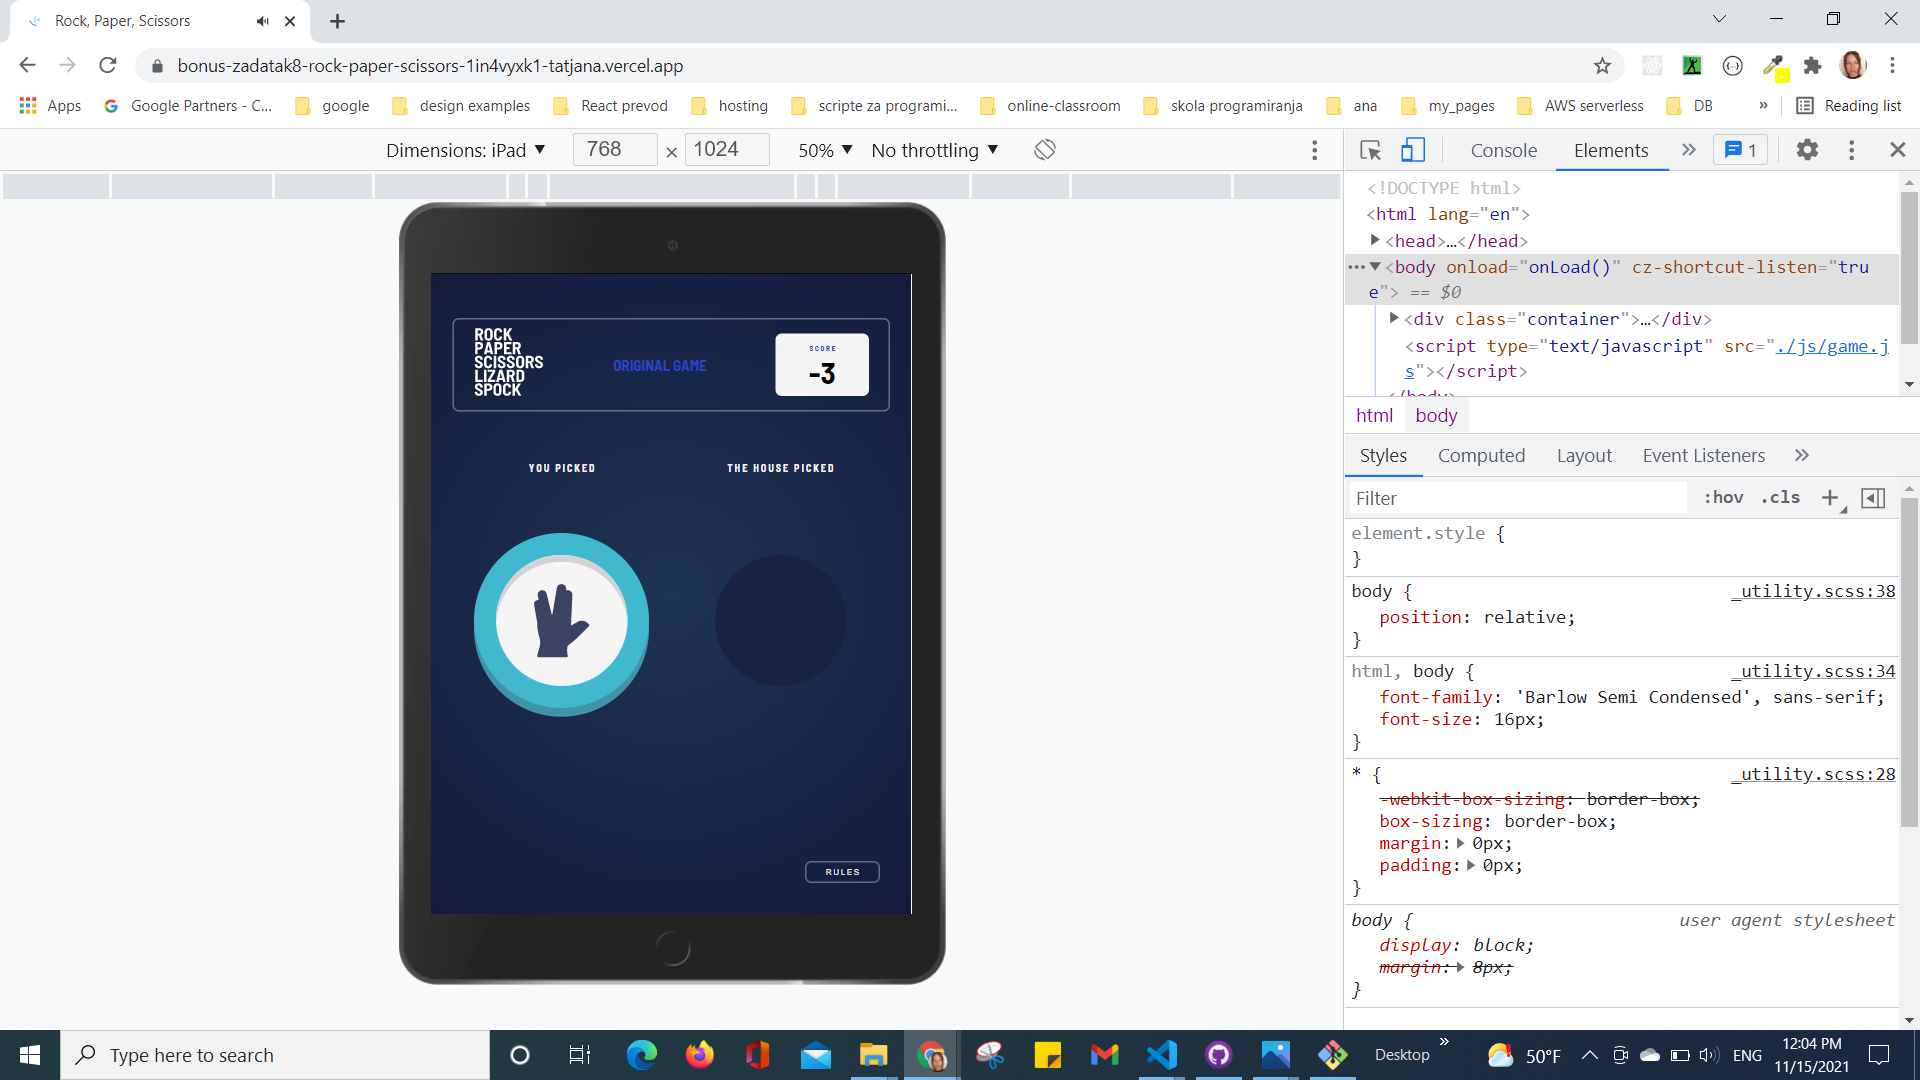 Rock, Paper, Scissors
bonus-zadatak8-rock-paper-scissors-1in4vyxk1-tatjana.vercel.app
Apps
Google Partners - C...
google
design examples
React prevod
hosting
scripte za programi...
online-classroom
skola programiranja
ana
my_pages
AWS serverless
DB
»
Reading list
Dimensions: iPad ▼ 768 × 1024 50% ▼ No throttling ▼
ROCK
PAPER
SCISSORS
LIZARD
SPOCK
ORIGINAL GAME
SCORE
-3
YOU PICKED
THE HOUSE PICKED
RULES
Console Elements » 1
<!DOCTYPE html>
<html lang="en">
▶<head>…</head>
…▼<body onload="onLoad()" cz-shortcut-listen="tru
e"> == $0
▶<div class="container">…</div>
<script type="text/javascript" src="./js/game.j
s"></script>
</body>
html body
Styles Computed Layout Event Listeners »
Filter :hov .cls +
element.style {
}
body { _utility.scss:38
position: relative;
}
html, body { _utility.scss:34
font-family: 'Barlow Semi Condensed', sans-serif;
font-size: 16px;
}
* { _utility.scss:28
-webkit-box-sizing: border-box;
box-sizing: border-box;
margin:▶ 0px;
padding:▶ 0px;
}
body { user agent stylesheet
display: block;
margin:▶ 8px;
}
Type here to search
Desktop »
50°F
ENG
12:04 PM
11/15/2021